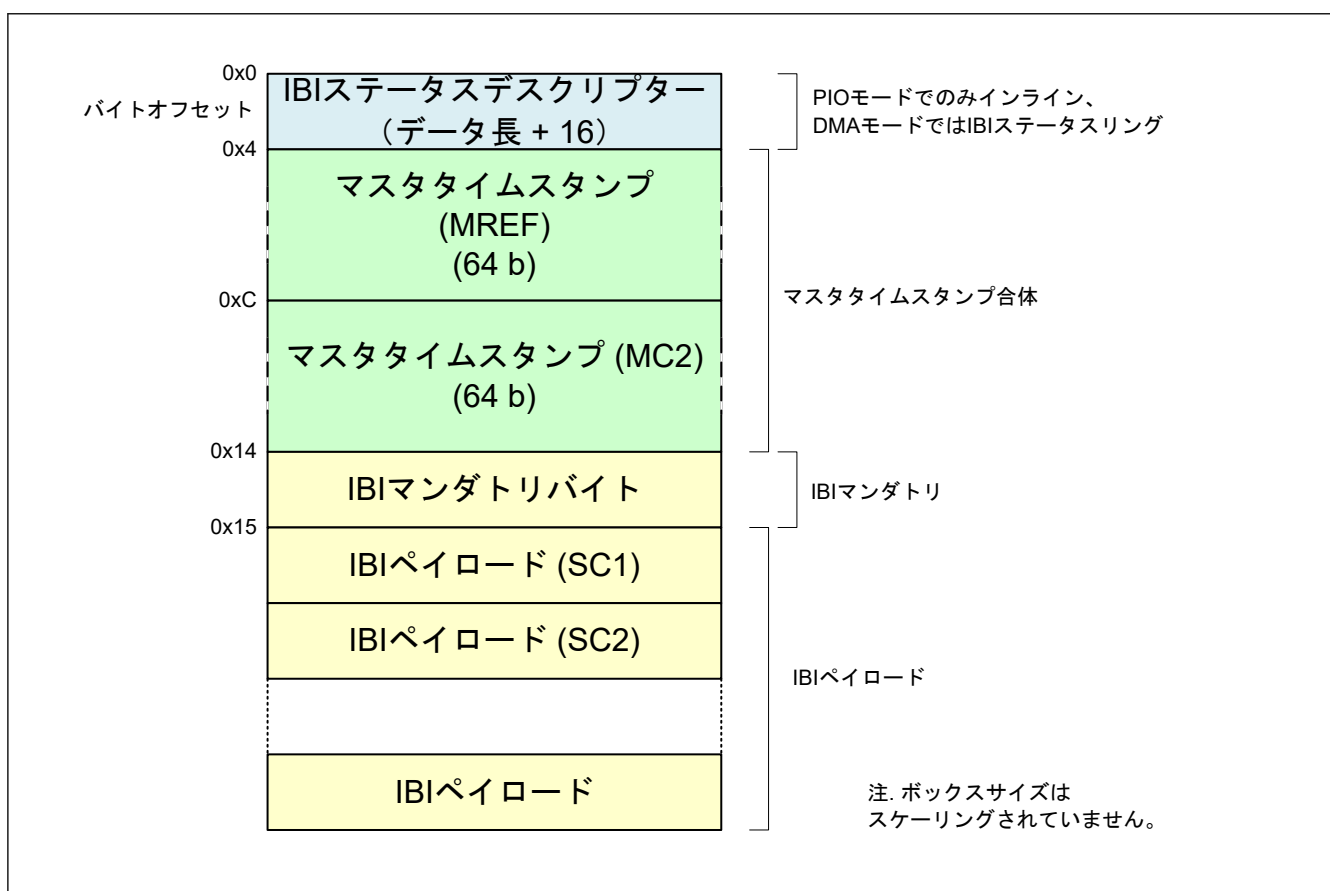 0x0
バイトオフセット
IBIステータスデスクリプター
（データ長 + 16）
PIOモードでのみインライン、
DMAモードではIBIステータスリング
0x4
マスタタイムスタンプ
(MREF)
(64 b)
マスタタイムスタンプ合体
0xC
マスタタイムスタンプ (MC2)
(64 b)
0x14
IBIマンダトリバイト
IBIマンダトリ
0x15
IBIペイロード (SC1)
IBIペイロード (SC2)
IBIペイロード
IBIペイロード
注. ボックスサイズは
スケーリングされていません。